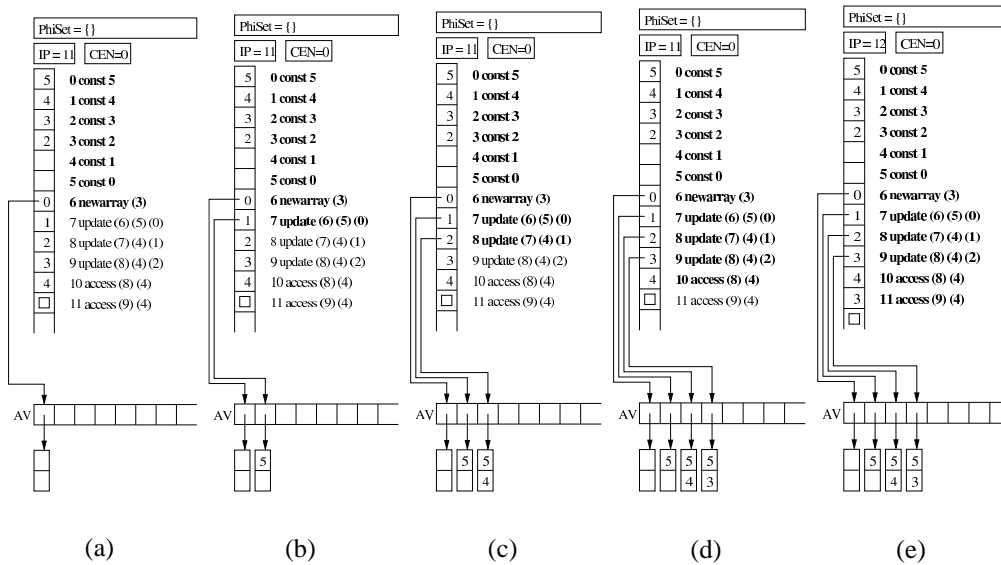 PhiSet = {}
IP = 11 CEN=0
5 0 const 5
4 1 const 4
3 2 const 3
2 3 const 2
4 const 1
5 const 0
0 6 newarray (3)
1 7 update (6) (5) (0)
2 8 update (7) (4) (1)
3 9 update (8) (4) (2)
4 10 access (8) (4)
11 access (9) (4)
AV
(a)
PhiSet = {}
IP = 11 CEN=0
5 0 const 5
4 1 const 4
3 2 const 3
2 3 const 2
4 const 1
5 const 0
0 6 newarray (3)
1 7 update (6) (5) (0)
2 8 update (7) (4) (1)
3 9 update (8) (4) (2)
4 10 access (8) (4)
11 access (9) (4)
AV
5
(b)
PhiSet = {}
IP = 11 CEN=0
5 0 const 5
4 1 const 4
3 2 const 3
2 3 const 2
4 const 1
5 const 0
0 6 newarray (3)
1 7 update (6) (5) (0)
2 8 update (7) (4) (1)
3 9 update (8) (4) (2)
4 10 access (8) (4)
11 access (9) (4)
AV
5 5
4
(c)
PhiSet = {}
IP = 11 CEN=0
5 0 const 5
4 1 const 4
3 2 const 3
2 3 const 2
4 const 1
5 const 0
0 6 newarray (3)
1 7 update (6) (5) (0)
2 8 update (7) (4) (1)
3 9 update (8) (4) (2)
4 10 access (8) (4)
11 access (9) (4)
AV
5 5 5
4 3
(d)
PhiSet = {}
IP = 12 CEN=0
5 0 const 5
4 1 const 4
3 2 const 3
2 3 const 2
4 const 1
5 const 0
0 6 newarray (3)
1 7 update (6) (5) (0)
2 8 update (7) (4) (1)
3 9 update (8) (4) (2)
4 10 access (8) (4)
3 11 access (9) (4)
AV
5 5 5
4 3
(e)